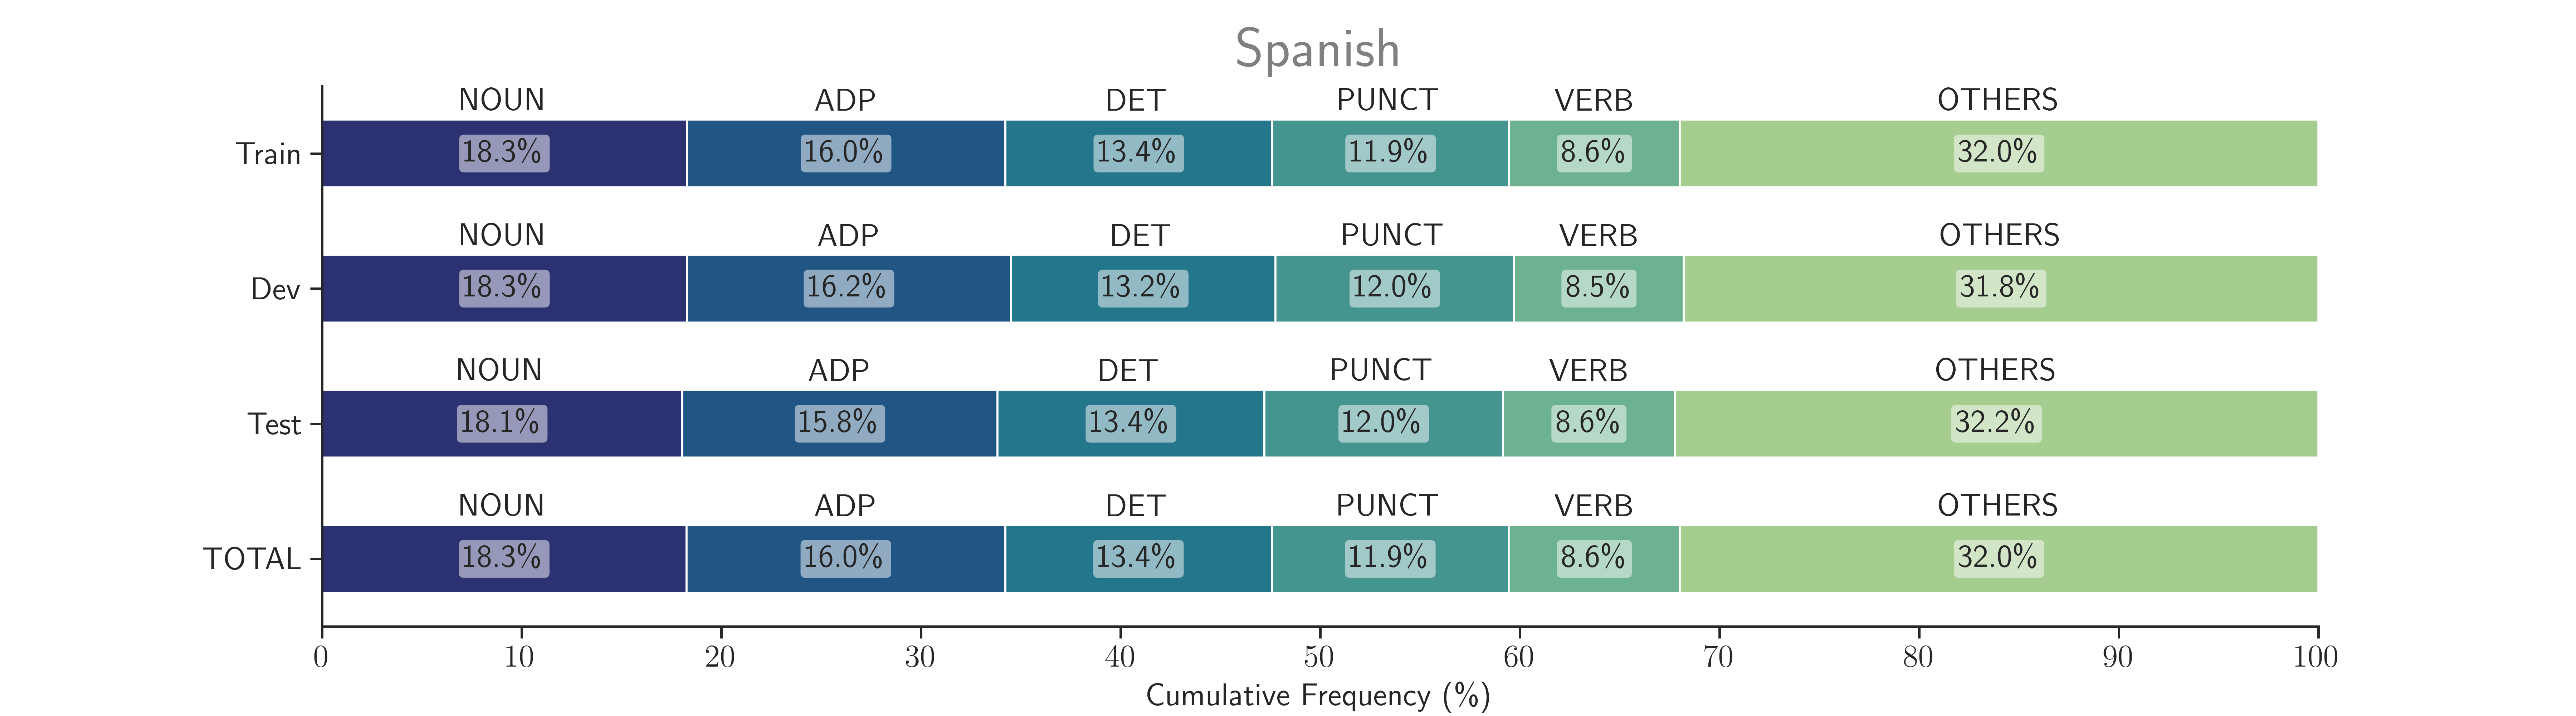 Spanish
NOUN ADP DET PUNCT VERB OTHERS
Train 18.3% 16.0% 13.4% 11.9% 8.6% 32.0%
NOUN ADP DET PUNCT VERB OTHERS
Dev 18.3% 16.2% 13.2% 12.0% 8.5% 31.8%
NOUN ADP DET PUNCT VERB OTHERS
Test 18.1% 15.8% 13.4% 12.0% 8.6% 32.2%
NOUN ADP DET PUNCT VERB OTHERS
TOTAL 18.3% 16.0% 13.4% 11.9% 8.6% 32.0%
0 10 20 30 40 50 60 70 80 90 100
Cumulative Frequency (%)